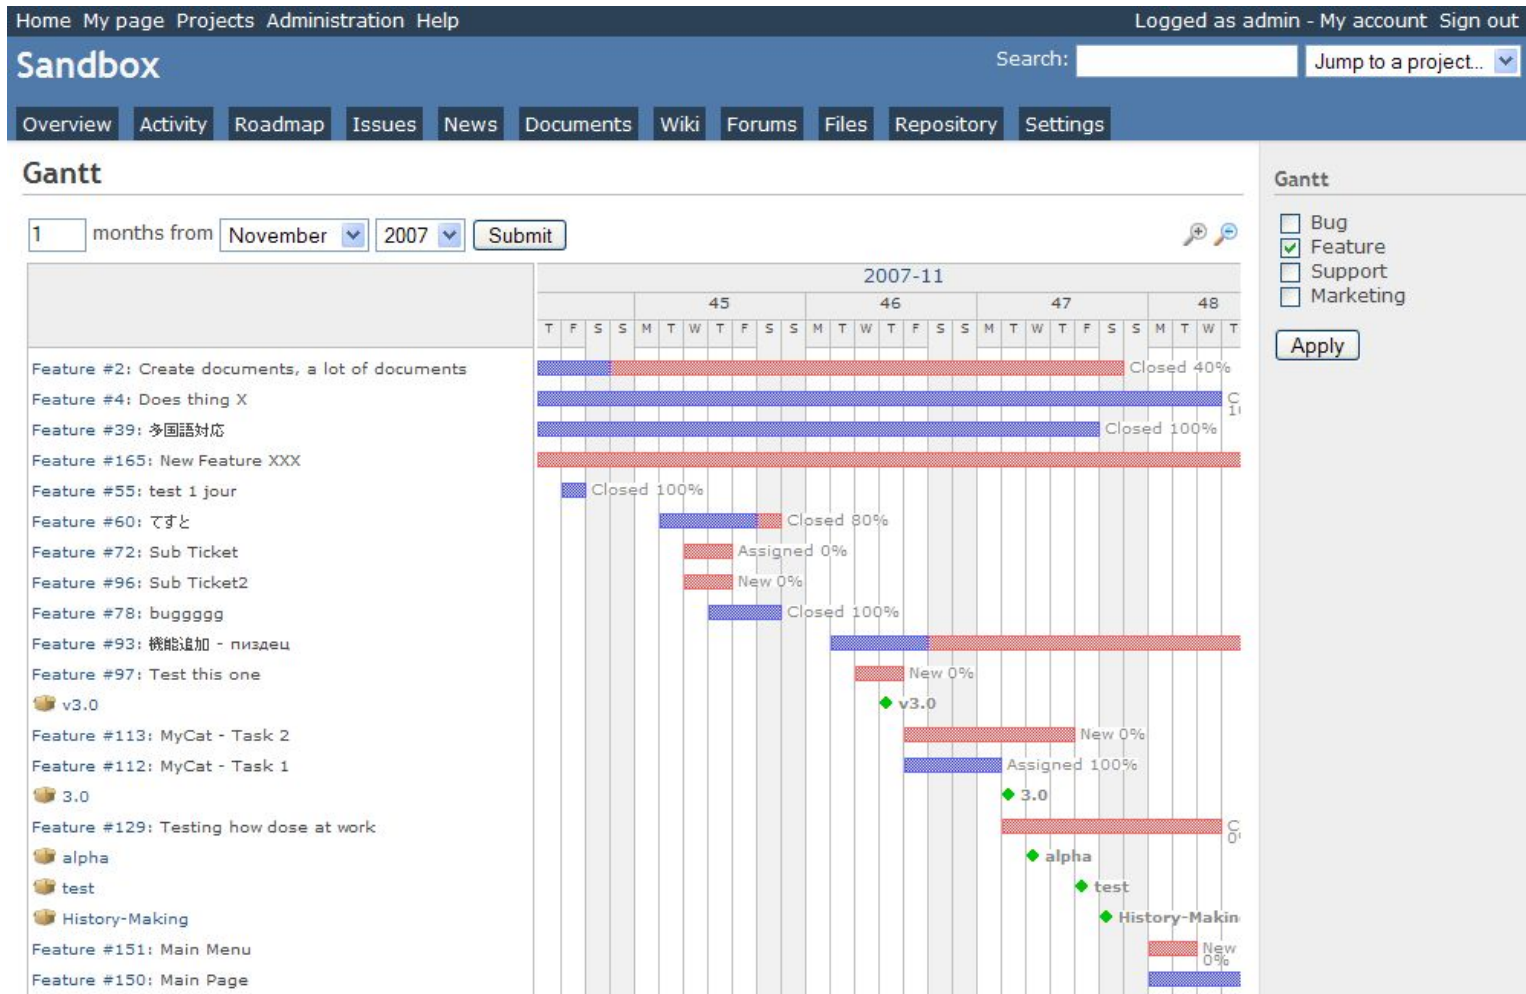 Home My page Projects Administration Help Logged as admin - My account Sign out
Sandbox Search: Jump to a project...
Overview Activity Roadmap Issues News Documents Wiki Forums Files Repository Settings
Gantt
1 months from November 2007 Submit
2007-11
45 46 47 48
T F S S M T W T F S S M T W T F S S M T W T F S S M T W T
Feature #2: Create documents, a lot of documents Closed 40%
Feature #4: Does thing X
Feature #39: 多国語対応 Closed 100%
Feature #165: New Feature XXX
Feature #55: test 1 jour Closed 100%
Feature #60: てすと Closed 80%
Feature #72: Sub Ticket Assigned 0%
Feature #96: Sub Ticket2 New 0%
Feature #78: buggggg Closed 100%
Feature #93: 機能追加 - пиздец
Feature #97: Test this one New 0%
v3.0 v3.0
Feature #113: MyCat - Task 2 New 0%
Feature #112: MyCat - Task 1 Assigned 100%
3.0 3.0
Feature #129: Testing how dose at work
alpha alpha
test test
History-Making History-Makin
Feature #151: Main Menu New 0%
Feature #150: Main Page
Gantt
Bug
Feature
Support
Marketing
Apply